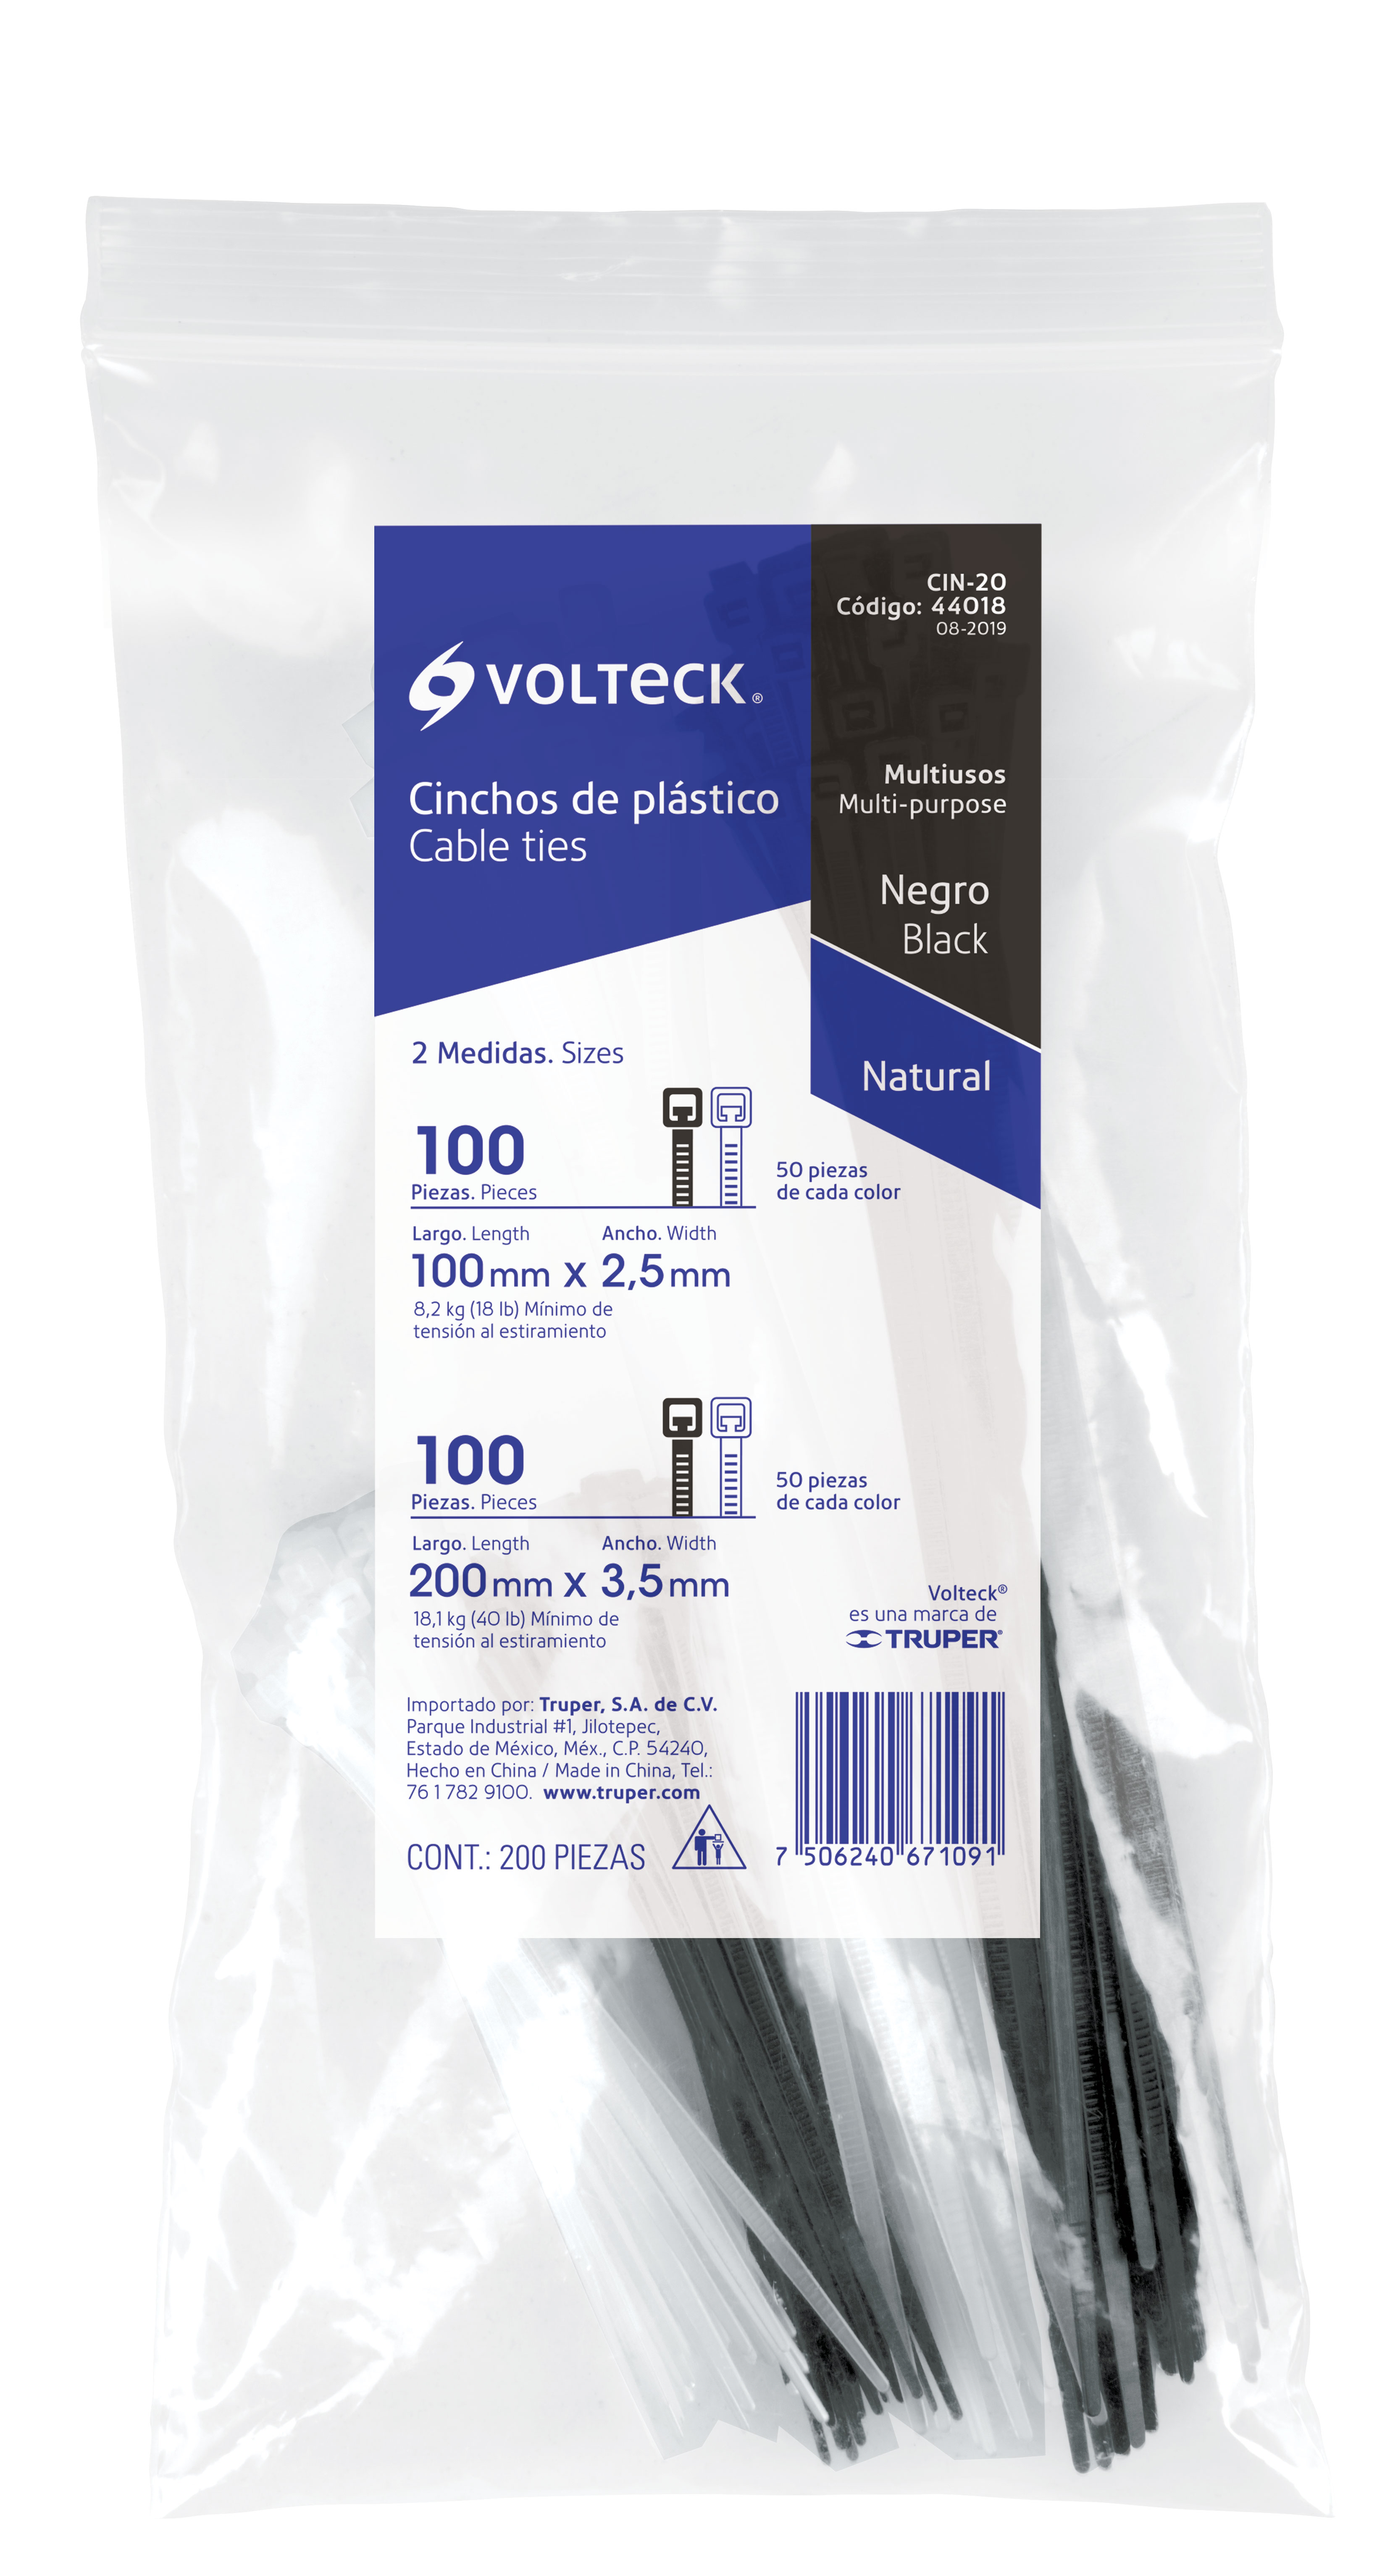 VOLTECK®
Cinchos de plástico
Cable ties
CIN-20
Código: 44018
08-2019
Multiusos
Multi-purpose
Negro
Black
Natural
2 Medidas. Sizes
100
Piezas. Pieces
50 piezas
de cada color
Largo. Length Ancho. Width
100mm x 2,5mm
8,2 kg (18 lb) Mínimo de
tensión al estiramiento
100
Piezas. Pieces
50 piezas
de cada color
Largo. Length Ancho. Width
200mm x 3,5mm
18,1 kg (40 lb) Mínimo de
tensión al estiramiento
Volteck®
es una marca de
TRUPER®
Importado por: Truper, S.A. de C.V.
Parque Industrial #1, Jilotepec,
Estado de México, Méx., C.P. 54240,
Hecho en China / Made in China, Tel.:
76 1 782 9100. www.truper.com
CONT.: 200 PIEZAS
7 506240 671091